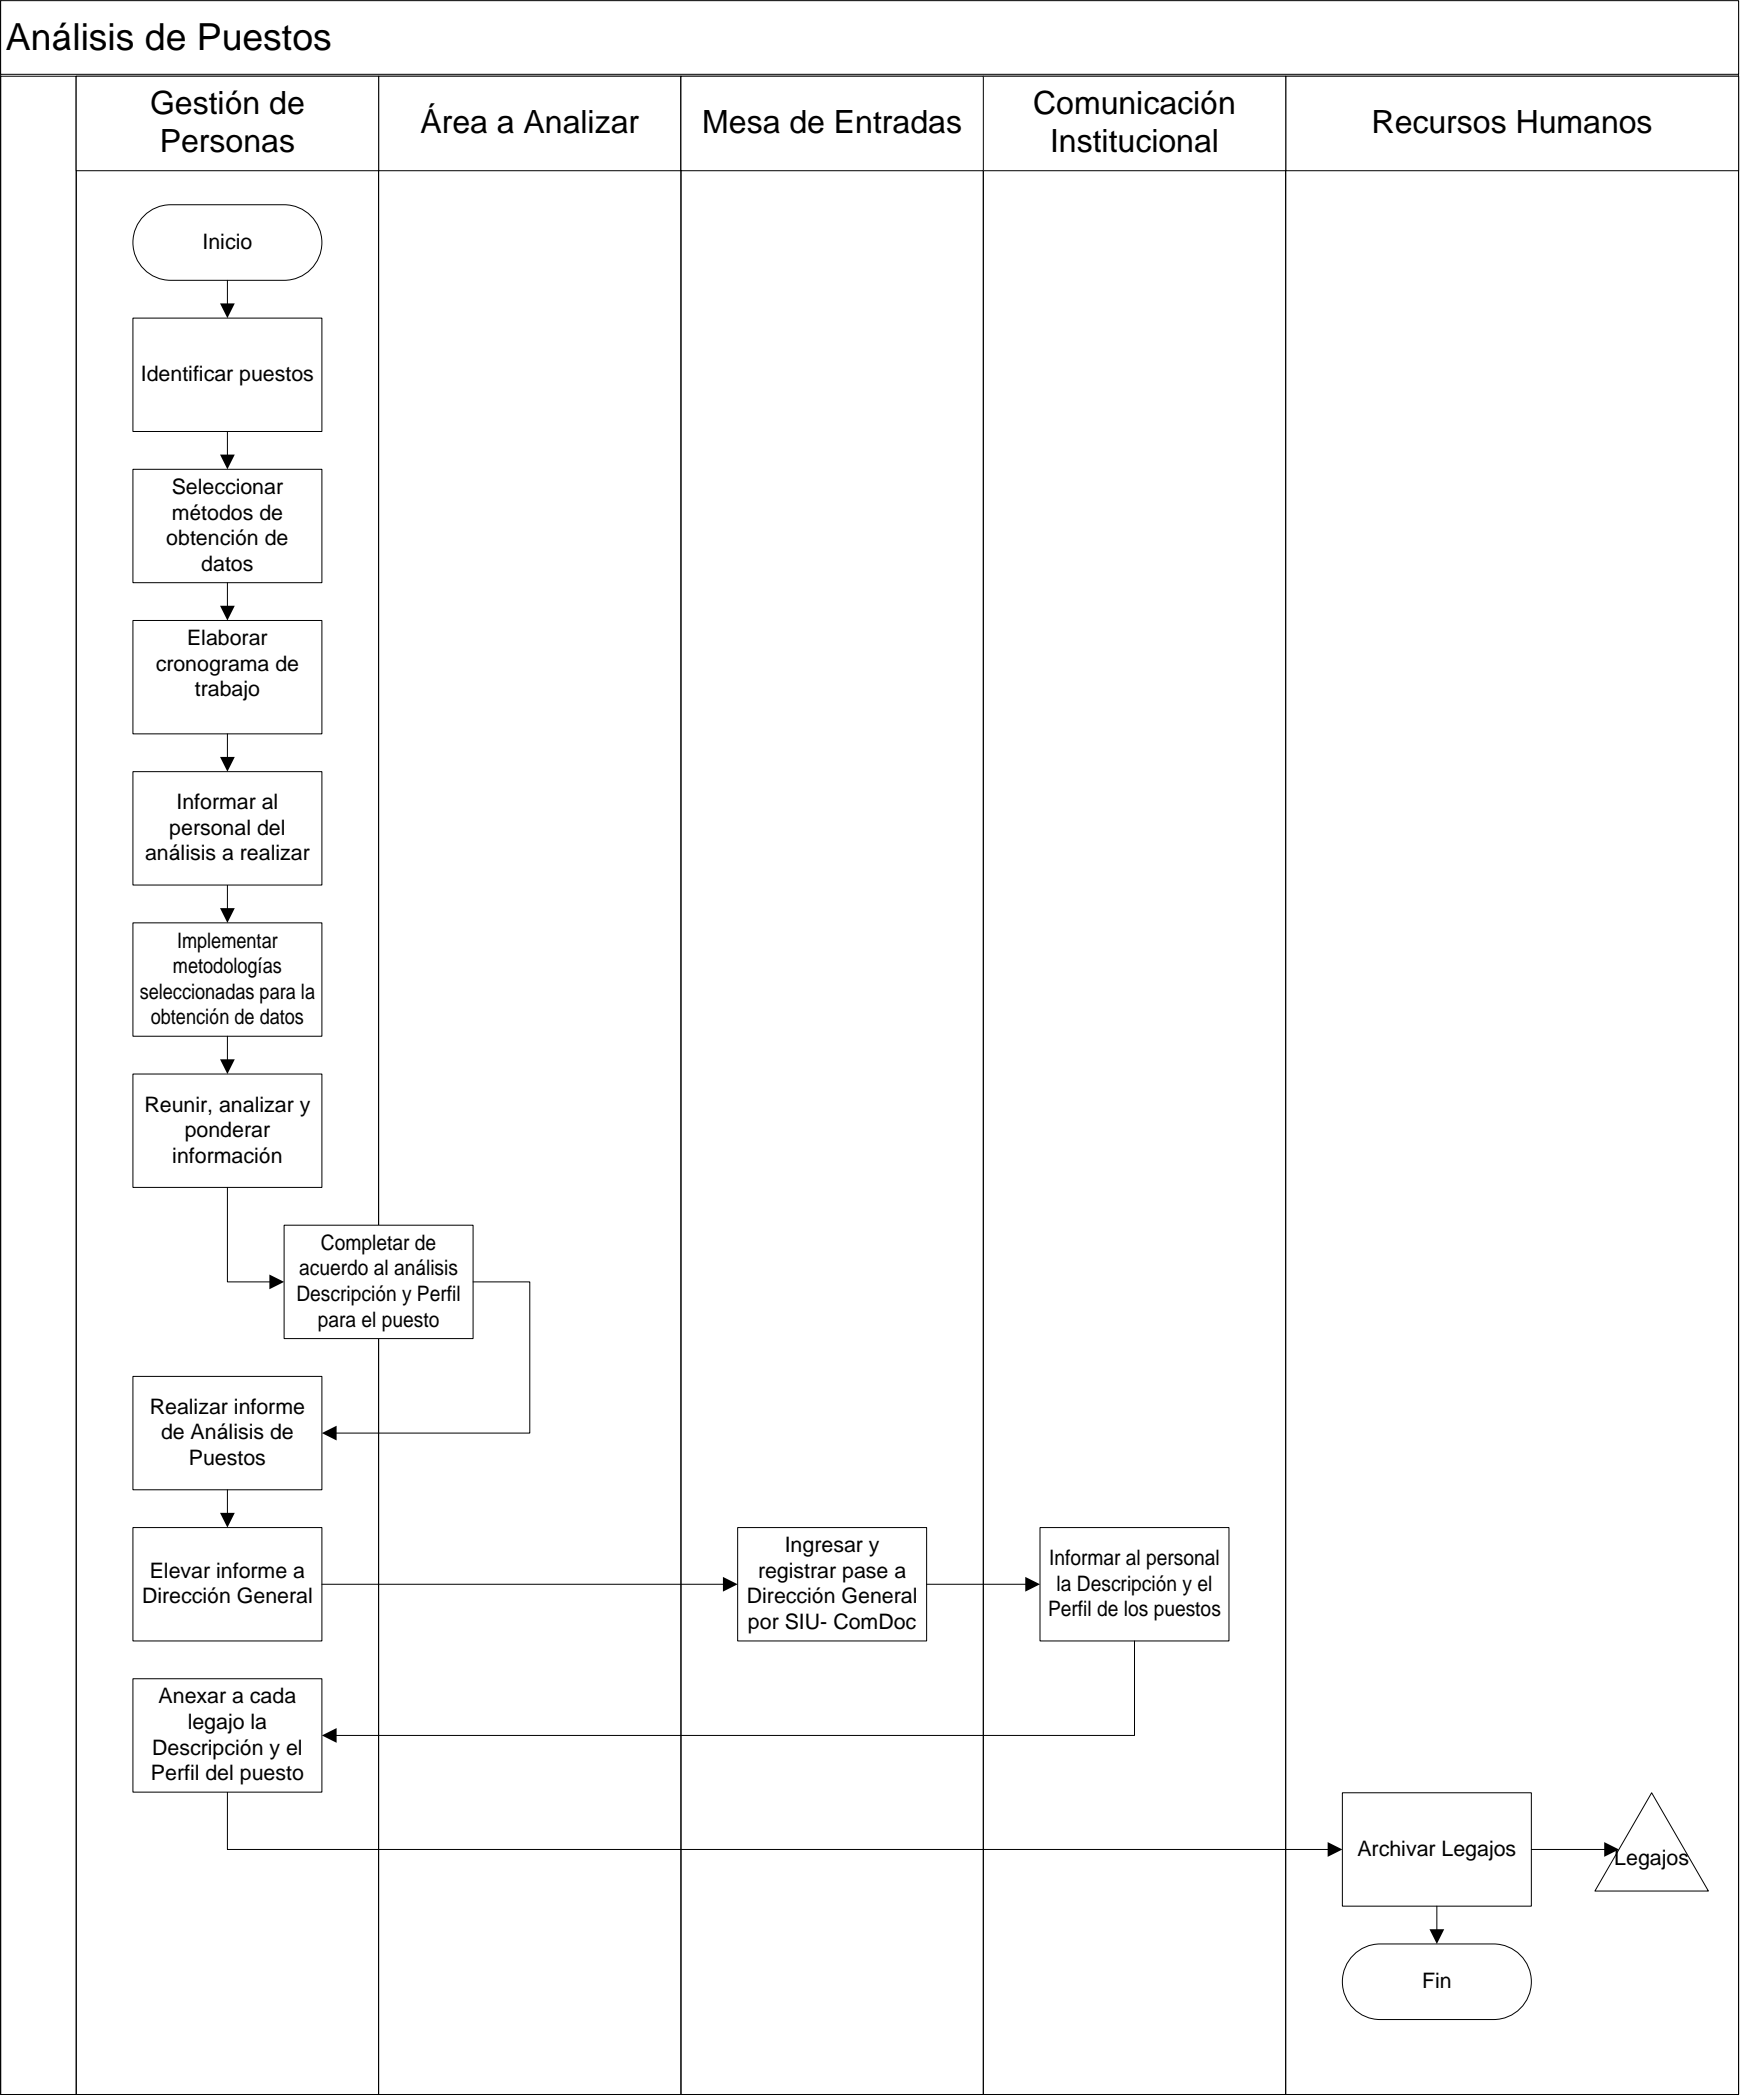 Análisis de Puestos
Gestión de
Personas
Área a Analizar
Mesa de Entradas
Comunicación
Institucional
Recursos Humanos
Inicio
Identificar puestos
Seleccionar
métodos de
obtención de
datos
Elaborar
cronograma de
trabajo
Informar al
personal del
análisis a realizar
Implementar
metodologías
seleccionadas para la
obtención de datos
Reunir, analizar y
ponderar
información
Completar de
acuerdo al análisis
Descripción y Perfil
para el puesto
Realizar informe
de Análisis de
Puestos
Elevar informe a
Dirección General
Ingresar y
registrar pase a
Dirección General
por SIU- ComDoc
Informar al personal
la Descripción y el
Perfil de los puestos
Anexar a cada
legajo la
Descripción y el
Perfil del puesto
Archivar Legajos
Legajos
Fin